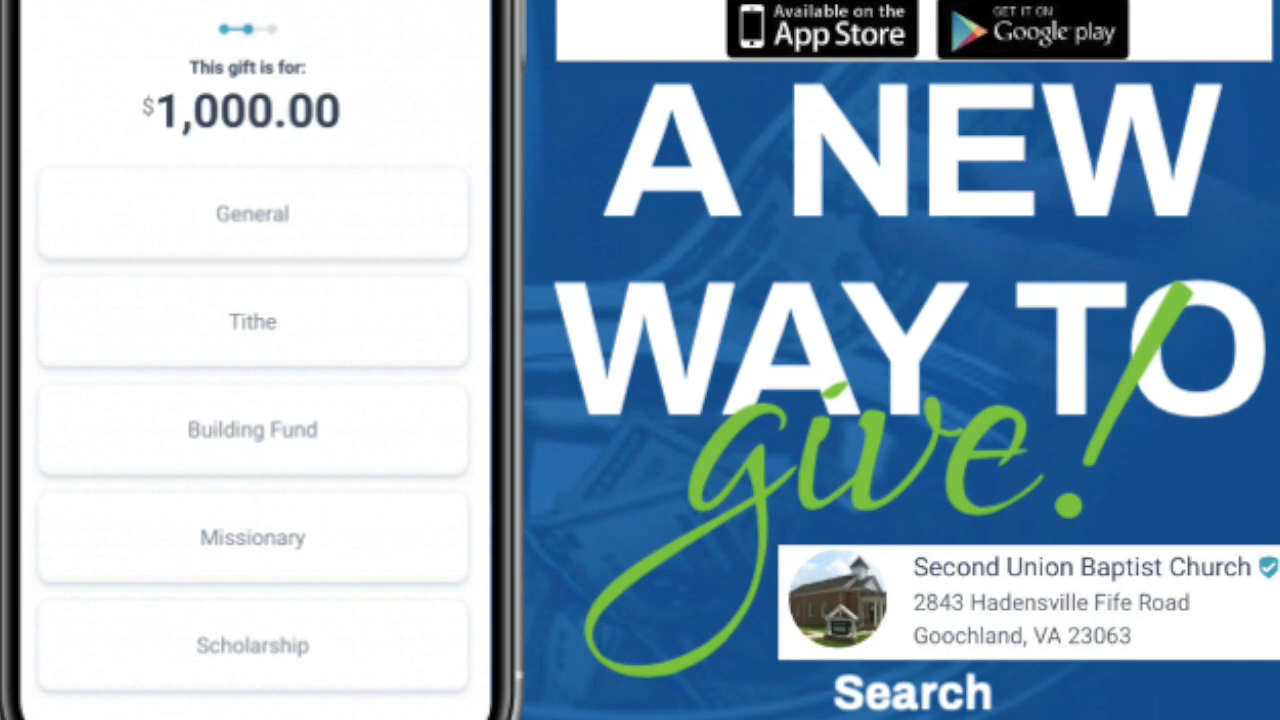 This gift is for:
$1,000.00
General
Tithe
Building Fund
Missionary
Scholarship
Available on the
App Store
GET IT ON
Google play
A NEW
WAY TO
give!
Second Union Baptist Church
2843 Hadensville Fife Road
Goochland, VA 23063
Search